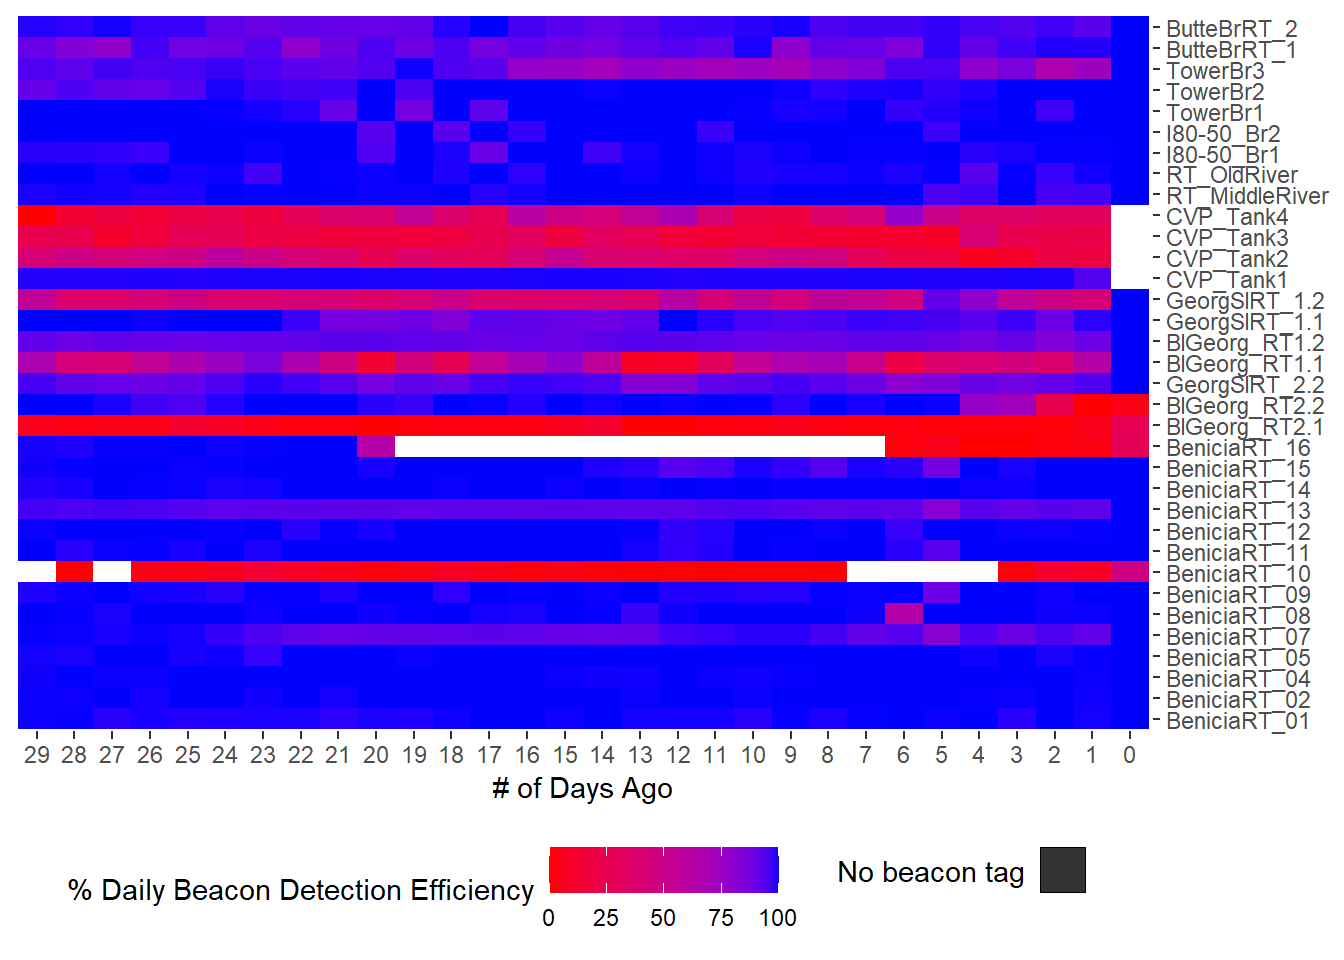 ButteBrRT_2
ButteBrRT_1
TowerBr3
TowerBr2
TowerBr1
I80-50_Br2
I80-50_Br1
RT_OldRiver
RT_MiddleRiver
CVP_Tank4
CVP_Tank3
CVP_Tank2
CVP_Tank1
GeorgSlRT_1.2
GeorgSlRT_1.1
BlGeorg_RT1.2
BlGeorg_RT1.1
GeorgSlRT_2.2
BlGeorg_RT2.2
BlGeorg_RT2.1
BeniciaRT_16
BeniciaRT_15
BeniciaRT_14
BeniciaRT_13
BeniciaRT_12
BeniciaRT_11
BeniciaRT_10
BeniciaRT_09
BeniciaRT_08
BeniciaRT_07
BeniciaRT_05
BeniciaRT_04
BeniciaRT_02
BeniciaRT_01
29 28 27 26 25 24 23 22 21 20 19 18 17 16 15 14 13 12 11 10 9 8 7 6 5 4 3 2 1 0
# of Days Ago
% Daily Beacon Detection Efficiency
0 25 50 75 100
No beacon tag